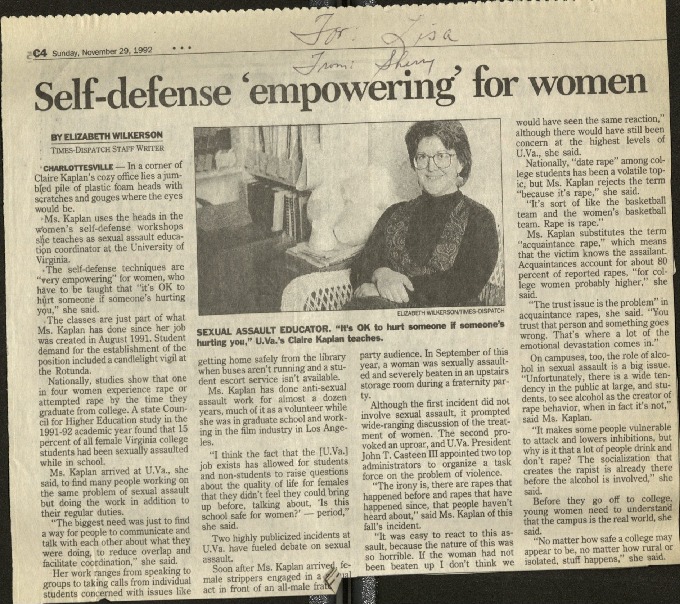 For: Lisa
From: Sherry
C4 Sunday, November 29, 1992 • • •
Self-defense ‘empowering’ for women
BY ELIZABETH WILKERSON
TIMES-DISPATCH STAFF WRITER
CHARLOTTESVILLE — In a corner of
Claire Kaplan's cozy office lies a jum-
bled pile of plastic foam heads with
scratches and gouges where the eyes
would be.
Ms. Kaplan uses the heads in the
women's self-defense workshops
she teaches as sexual assault educa-
tion coordinator at the University of
Virginia.
The self-defense techniques are
"very empowering" for women, who
have to be taught that "it's OK to
hurt someone if someone's hurting
you," she said.
The classes are just part of what
Ms. Kaplan has done since her job
was created in August 1991. Student
demand for the establishment of the
position included a candlelight vigil at
the Rotunda.
Nationally, studies show that one
in four women experience rape or
attempted rape by the time they
graduate from college. A state Coun-
cil for Higher Education study in the
1991-92 academic year found that 15
percent of all female Virginia college
students had been sexually assaulted
while in school.
Ms. Kaplan arrived at U.Va., she
said, to find many people working on
the same problem of sexual assault
but doing the work in addition to
their regular duties.
"The biggest need was just to find
a way for people to communicate and
talk with each other about what they
were doing, to reduce overlap and
facilitate coordination," she said.
Her work ranges from speaking to
groups to taking calls from individual
students concerned with issues like
ELIZABETH WILKERSON/TIMES-DISPATCH
SEXUAL ASSAULT EDUCATOR. "It's OK to hurt someone if someone's
hurting you," U.Va.'s Claire Kaplan teaches.
getting home safely from the library
when buses aren't running and a stu-
dent escort service isn't available.
Ms. Kaplan has done anti-sexual
assault work for almost a dozen
years, much of it as a volunteer while
she was in graduate school and work-
ing in the film industry in Los Ange-
les.
"I think the fact that the [U.Va.]
job exists has allowed for students
and non-students to raise questions
about the quality of life for females
that they didn't feel they could bring
up before, talking about, 'Is this
school safe for women?' — period,"
she said.
Two highly publicized incidents at
U.Va. have fueled debate on sexual
assault.
Soon after Ms. Kaplan arrived, fe-
male strippers engaged in a
act in front of an all-male frat
party audience. In September of this
year, a woman was sexually assault-
ed and severely beaten in an upstairs
storage room during a fraternity par-
ty.
Although the first incident did not
involve sexual assault, it prompted
wide-ranging discussion of the treat-
ment of women. The second pro-
voked an uproar, and U.Va. President
John T. Casteen III appointed two top
administrators to organize a task
force on the problem of violence.
"The irony is, there are rapes that
happened before and rapes that have
happened since, that people haven't
heard about," said Ms. Kaplan of this
fall's incident.
"It was easy to react to this as-
sault, because the nature of this was
so horrible. If the woman had not
been beaten up I don't think we
would have seen the same reaction,"
although there would have still been
concern at the highest levels of
U.Va., she said.
Nationally, "date rape" among col-
lege students has been a volatile top-
ic, but Ms. Kaplan rejects the term
"because it's rape," she said.
"It's sort of like the basketball
team and the women's basketball
team. Rape is rape."
Ms. Kaplan substitutes the term
"acquaintance rape," which means
that the victim knows the assailant.
Acquaintances account for about 80
percent of reported rapes, "for col-
lege women probably higher," she
said.
"The trust issue is the problem" in
acquaintance rapes, she said. "You
trust that person and something goes
wrong. That's where a lot of the
emotional devastation comes in."
On campuses, too, the role of alco-
hol in sexual assault is a big issue.
"Unfortunately, there is a wide ten-
dency in the public at large, and stu-
dents, to see alcohol as the creator of
rape behavior, when in fact it's not,"
said Ms. Kaplan.
"It makes some people vulnerable
to attack and lowers inhibitions, but
why is it that a lot of people drink and
don't rape? The socialization that
creates the rapist is already there
before the alcohol is involved," she
said.
Before they go off to college,
young women need to understand
that the campus is the real world, she
said.
"No matter how safe a college may
appear to be, no matter how rural or
isolated, stuff happens," she said.